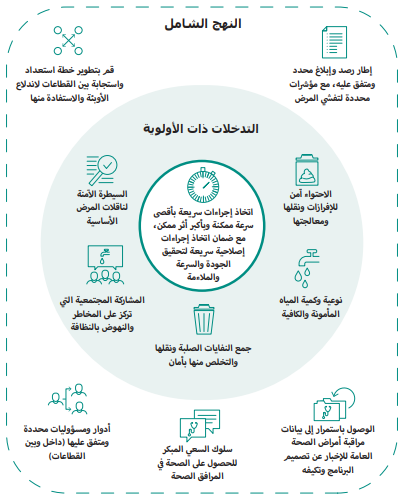 النهج الشامل
إطار رصد وإبلاغ محدد
ومتفق عليه، مع مؤشرات
محددة لتفشّي المرض
قم بتطوير خطة استعداد
واستجابة بين القطاعات لاندلاع
الأوبئة والاستفادة منها
التدخلات ذات الأولوية
الاحتواء آمن
للإفرازات ونقلها
ومعالجتها
السيطرة الآمنة
لناقلات المرض
الأساسية
اتخاذ إجراءات سريعة بأقصى
سرعة ممكنة وبأكبر أثر ممكن،
مع ضمان اتخاذ إجراءات
إصلاحية سريعة لتحقيق
الجودة والسرعة
والملاءمة
نوعية وكمية المياه
المأمونة والكافية
المشاركة المجتمعية التي
تركز على المخاطر
والنهوض بالنظافة
جمع النفايات الصلبة ونقلها
والتخلص منها بأمان
الوصول باستمرار إلى بيانات
مراقبة أمراض الصحة
العامة للإخبار عن تصميم
البرنامج وتكيفه
سلوك السعي المبكر
للحصول على الصحة في
المرافق الصحة
أدوار ومسؤوليات محددة
ومتفق عليها (داخل وبين
القطاعات)